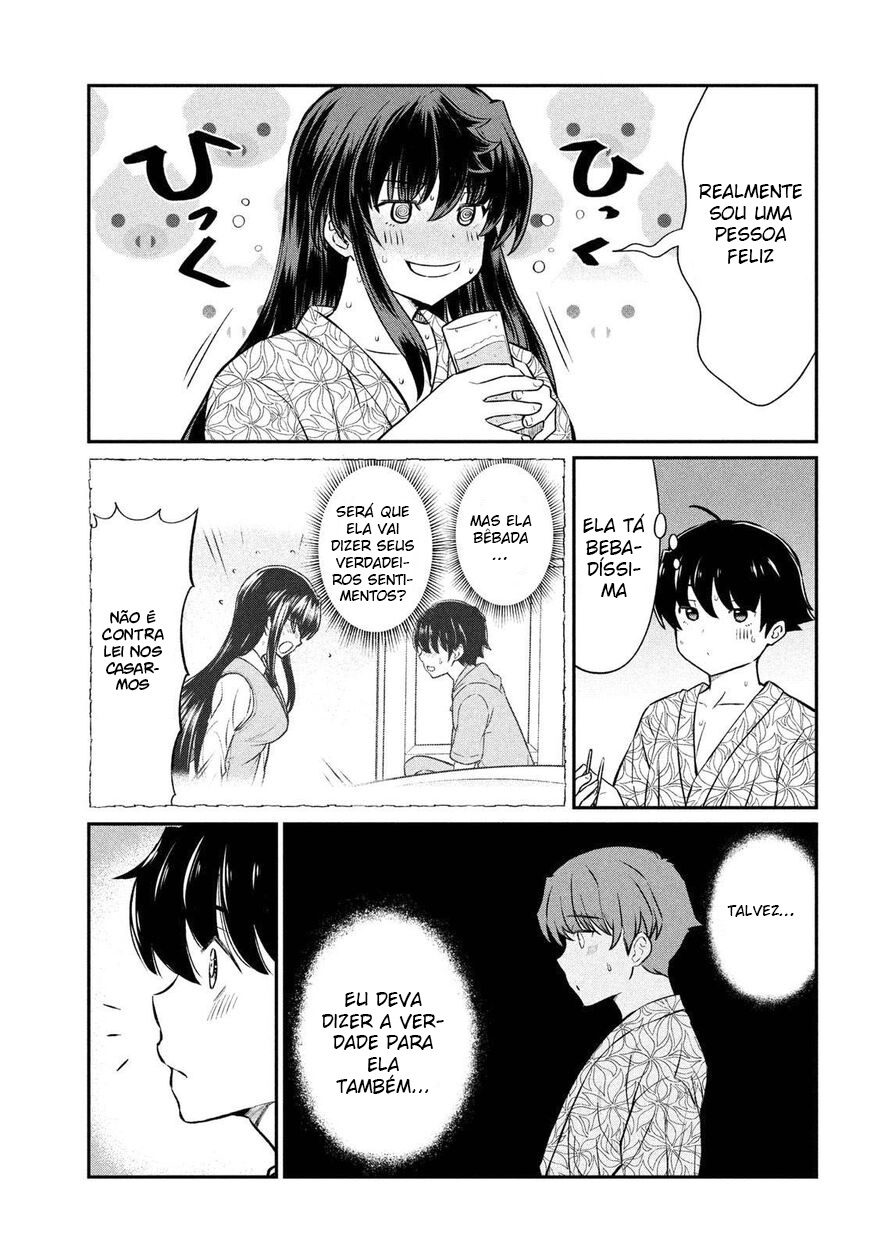 REALMENTE
SOU UMA
PESSOA
FELIZ
ひっく
ひっく
ELA TÁ
BEBA-
DÍSSI-
MA
MAS ELA
BÊBADA
...
SERÁ QUE
ELA VAI
DIZER SEUS
VERDADEI-
ROS SENTI-
MENTOS?
NÃO É
CONTRA
LEI NOS
CASAR-
MOS
TALVEZ...
EU DEVA
DIZER A VER-
DADE PARA
ELA
TAMBÉM...